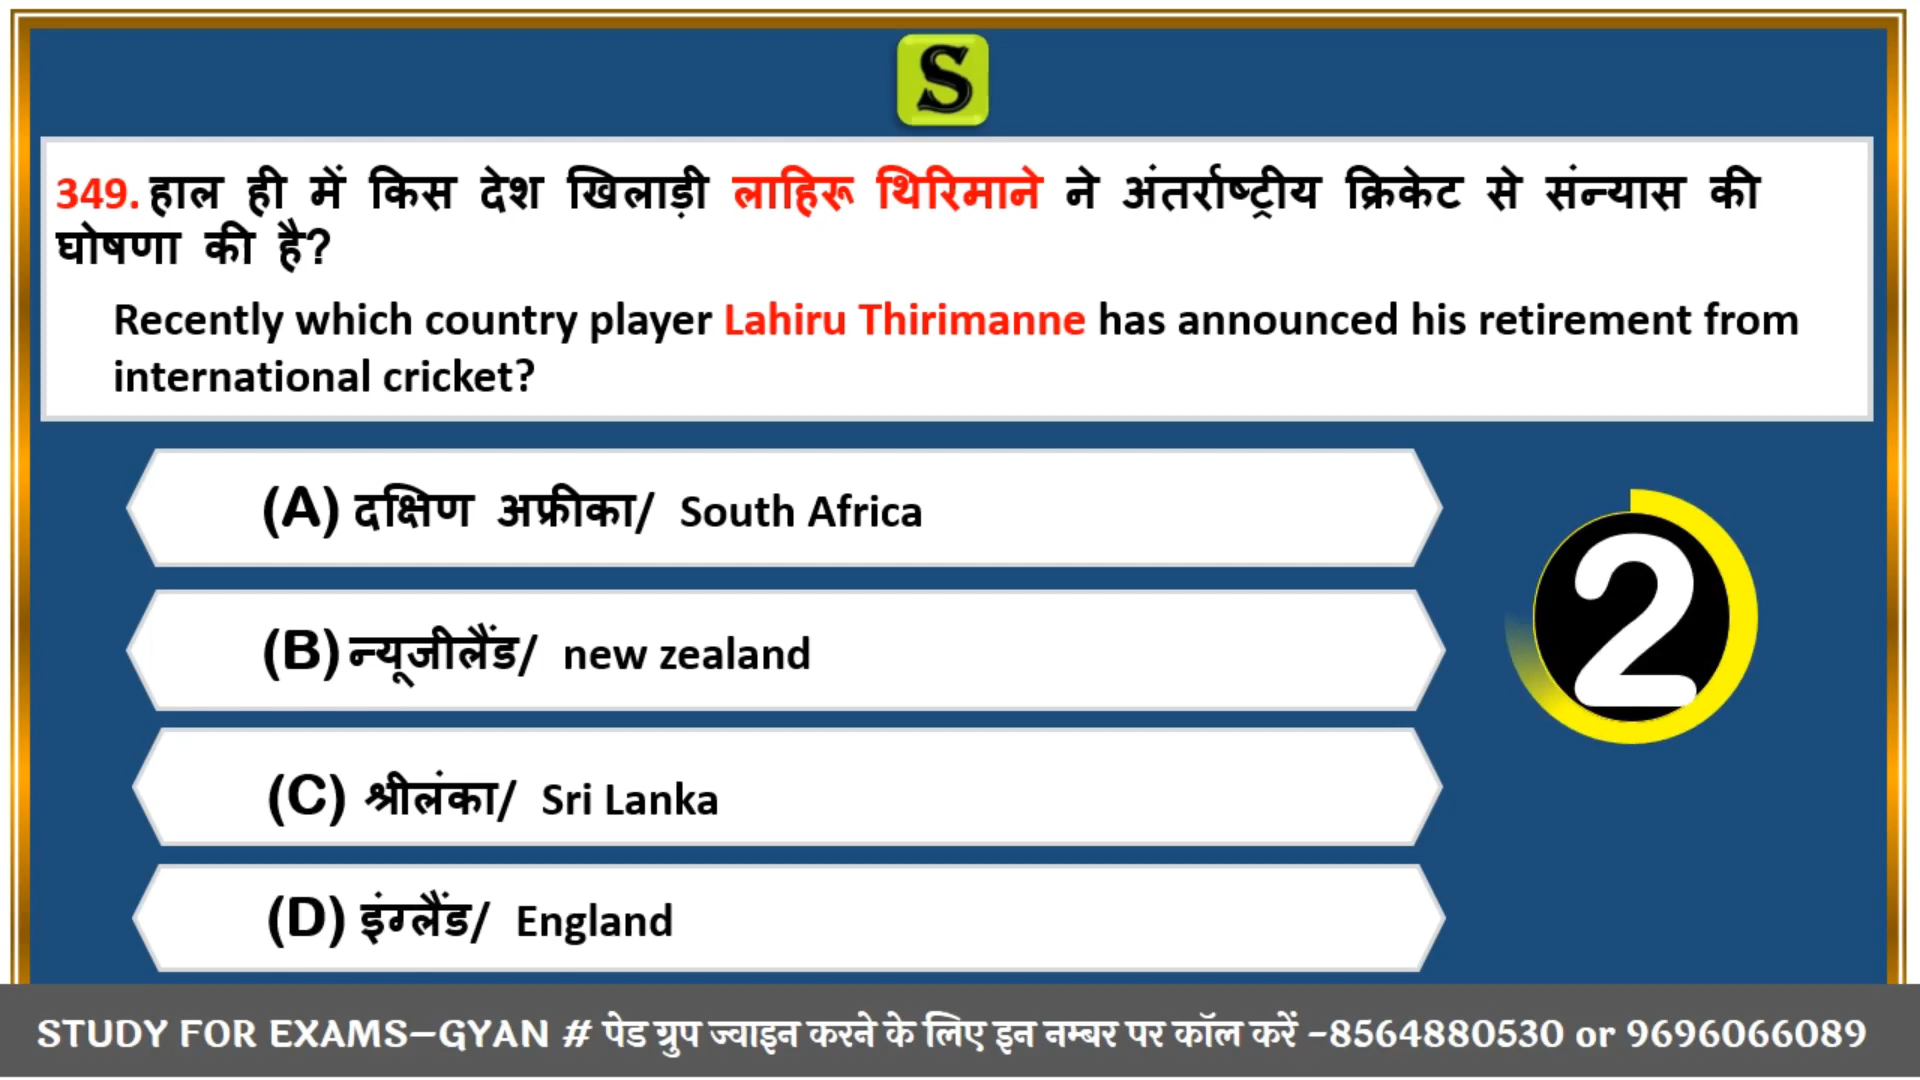 S
349. हाल ही में किस देश खिलाड़ी लाहिरू थिरिमाने ने अंतर्राष्ट्रीय क्रिकेट से संन्यास की
घोषणा की है?
Recently which country player Lahiru Thirimanne has announced his retirement from
international cricket?
(A) दक्षिण अफ्रीका/ South Africa
(B) न्यूजीलैंड/ new zealand
2
(C) श्रीलंका/ Sri Lanka
(D) इंग्लैंड/ England
STUDY FOR EXAMS–GYAN # पेड ग्रुप ज्वाइन करने के लिए इन नम्बर पर कॉल करें -8564880530 or 9696066089